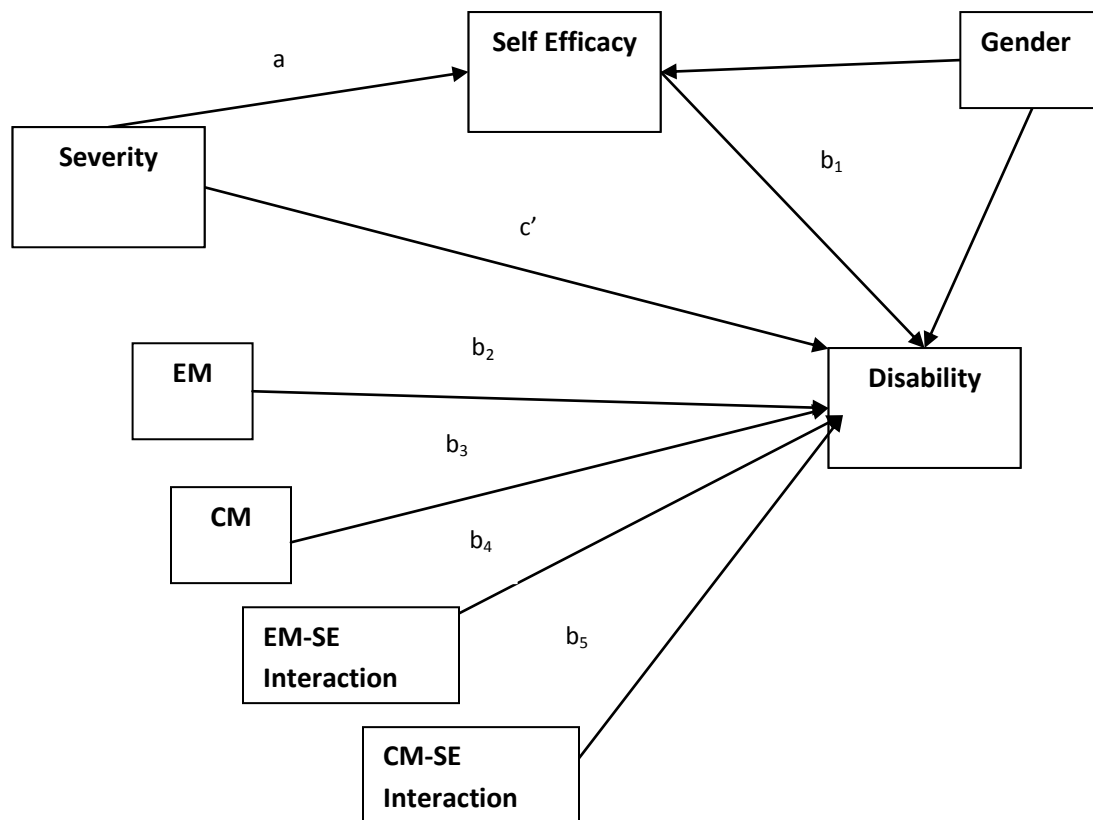 Self Efficacy
Gender
a
Severity
b₁
c’
b₂
EM
Disability
b₃
CM
b₄
EM-SE
Interaction
b₅
CM-SE
Interaction